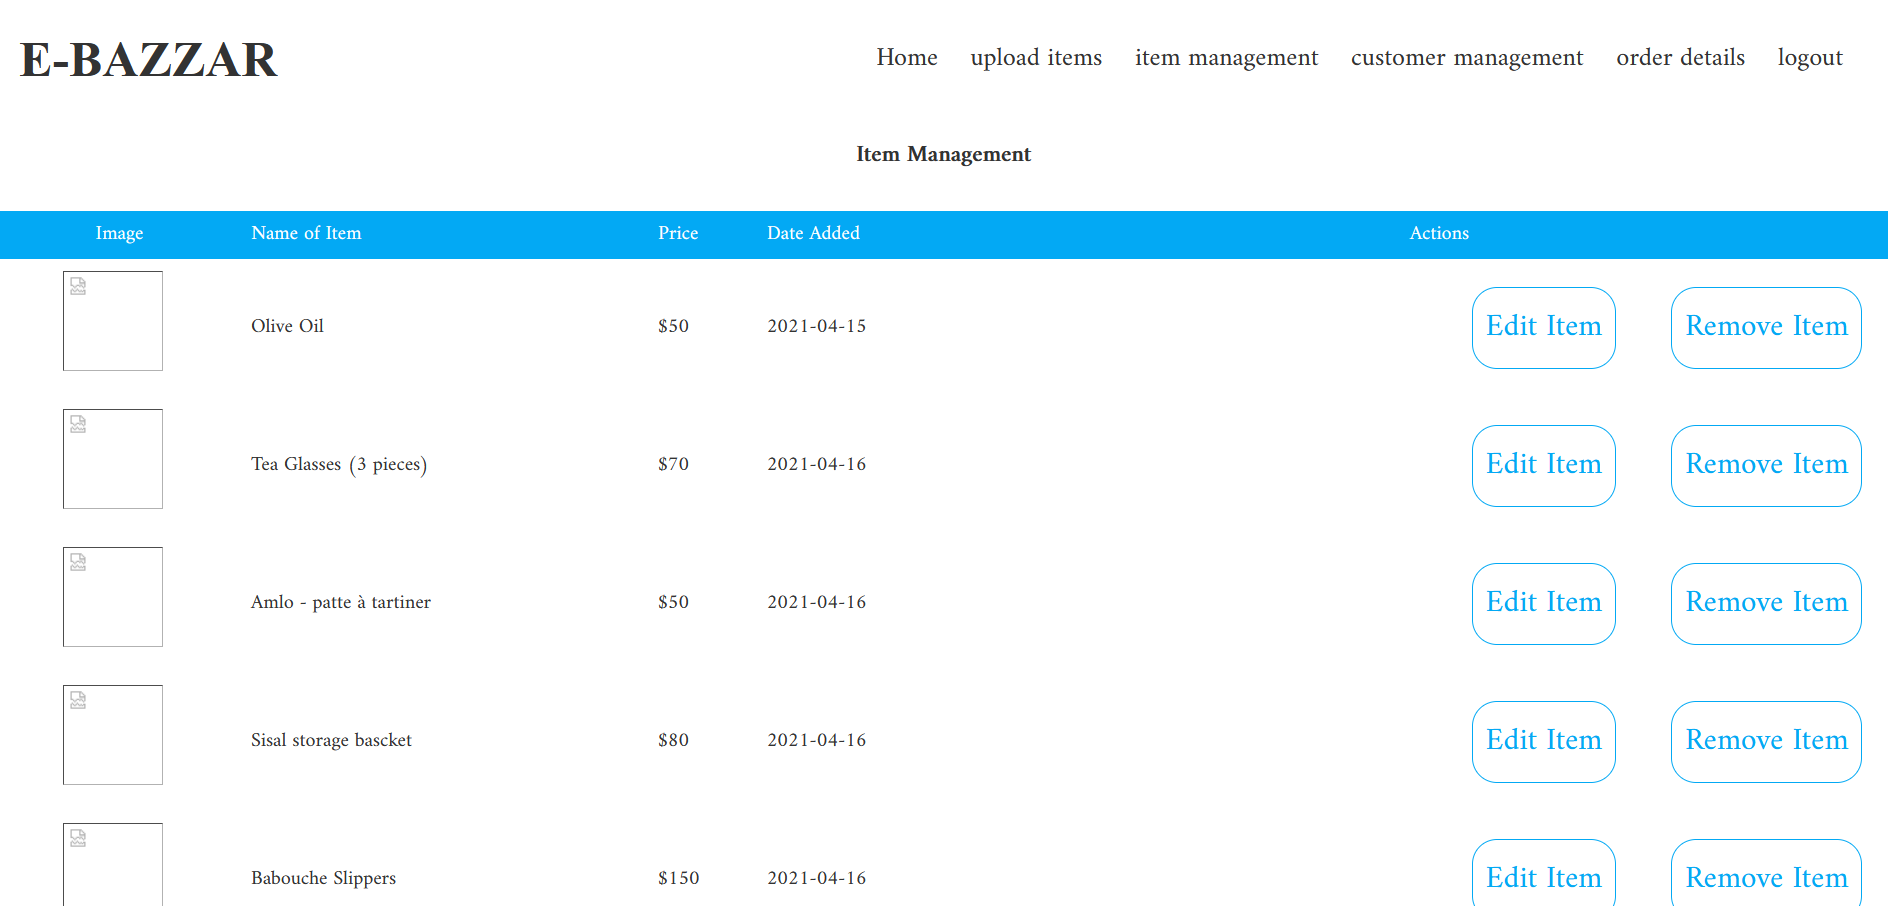 E-BAZZAR
Home upload items item management customer management order details logout
Item Management
Image Name of Item Price Date Added Actions
Olive Oil $50 2021-04-15 Edit Item Remove Item
Tea Glasses (3 pieces) $70 2021-04-16 Edit Item Remove Item
Amlo - patte à tartiner $50 2021-04-16 Edit Item Remove Item
Sisal storage bascket $80 2021-04-16 Edit Item Remove Item
Babouche Slippers $150 2021-04-16 Edit Item Remove Item